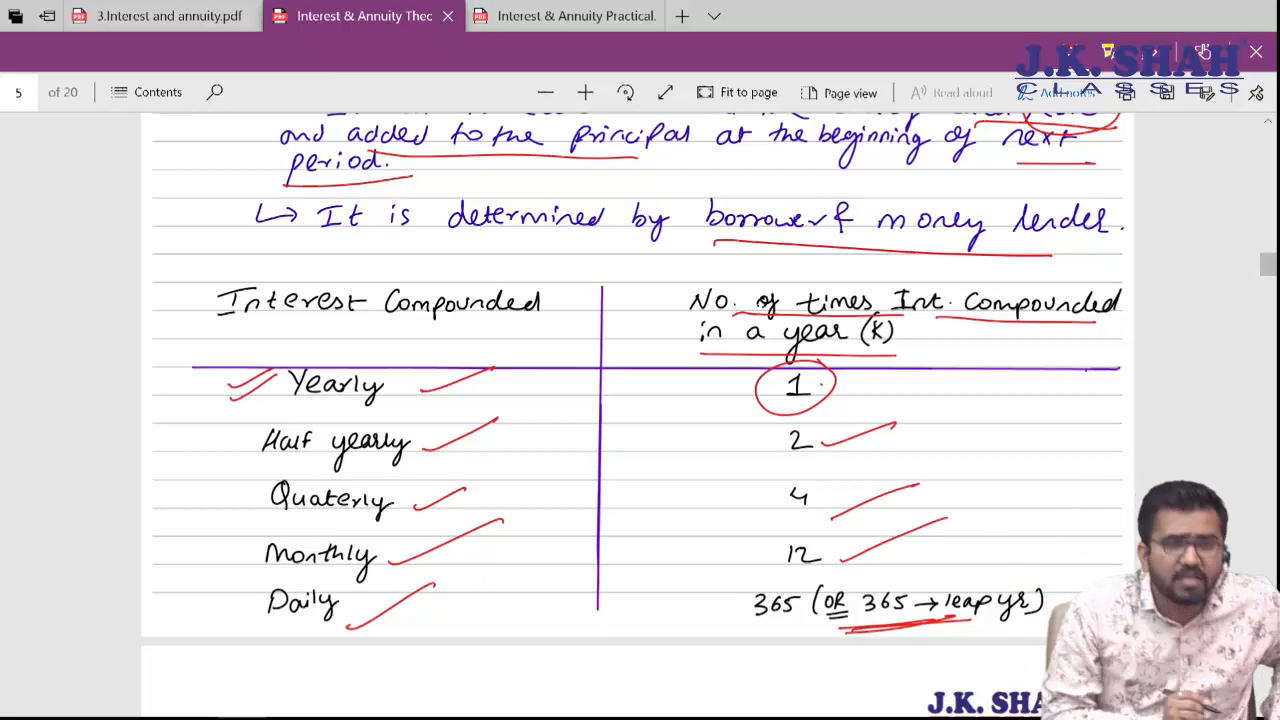 3.Interest and annuity.pdf
Interest & Annuity Thec
Interest & Annuity Practical.
J.K. SHAH
CLASSES
5 of 20
Contents
Fit to page
Page view
Read aloud
Add notes
and added to the principal at the beginning of next
period.
↳ It is determined by borrower & money lender.
Interest Compounded
No. of times Int. Compounded
in a year (K)
Yearly 1
Half yearly 2
Quaterly 4
Monthly 12
Daily 365 (OR 365 → leap yr)
J.K. SHA